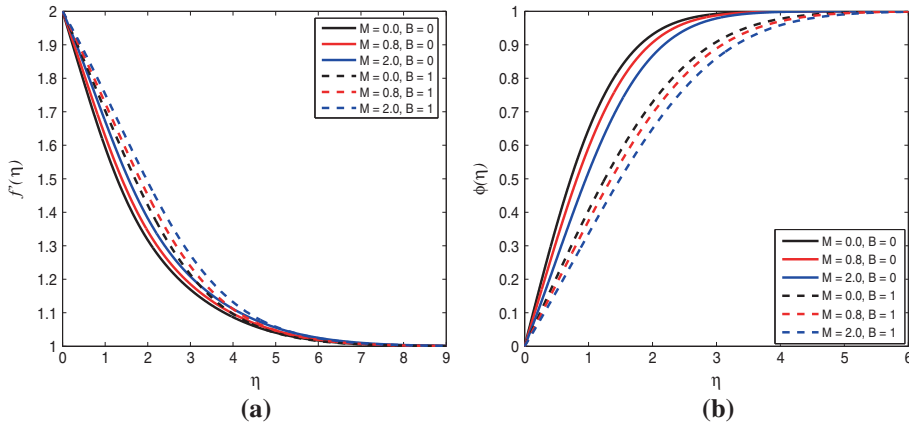 2
1.9
1.8
1.7
1.6
1.5
1.4
1.3
1.2
1.1
1
f'(η)
0 1 2 3 4 5 6 7 8 9
η
M = 0.0, B = 0
M = 0.8, B = 0
M = 2.0, B = 0
M = 0.0, B = 1
M = 0.8, B = 1
M = 2.0, B = 1
(a)
1
0.9
0.8
0.7
0.6
0.5
0.4
0.3
0.2
0.1
0
ϕ(η)
0 1 2 3 4 5 6
η
M = 0.0, B = 0
M = 0.8, B = 0
M = 2.0, B = 0
M = 0.0, B = 1
M = 0.8, B = 1
M = 2.0, B = 1
(b)